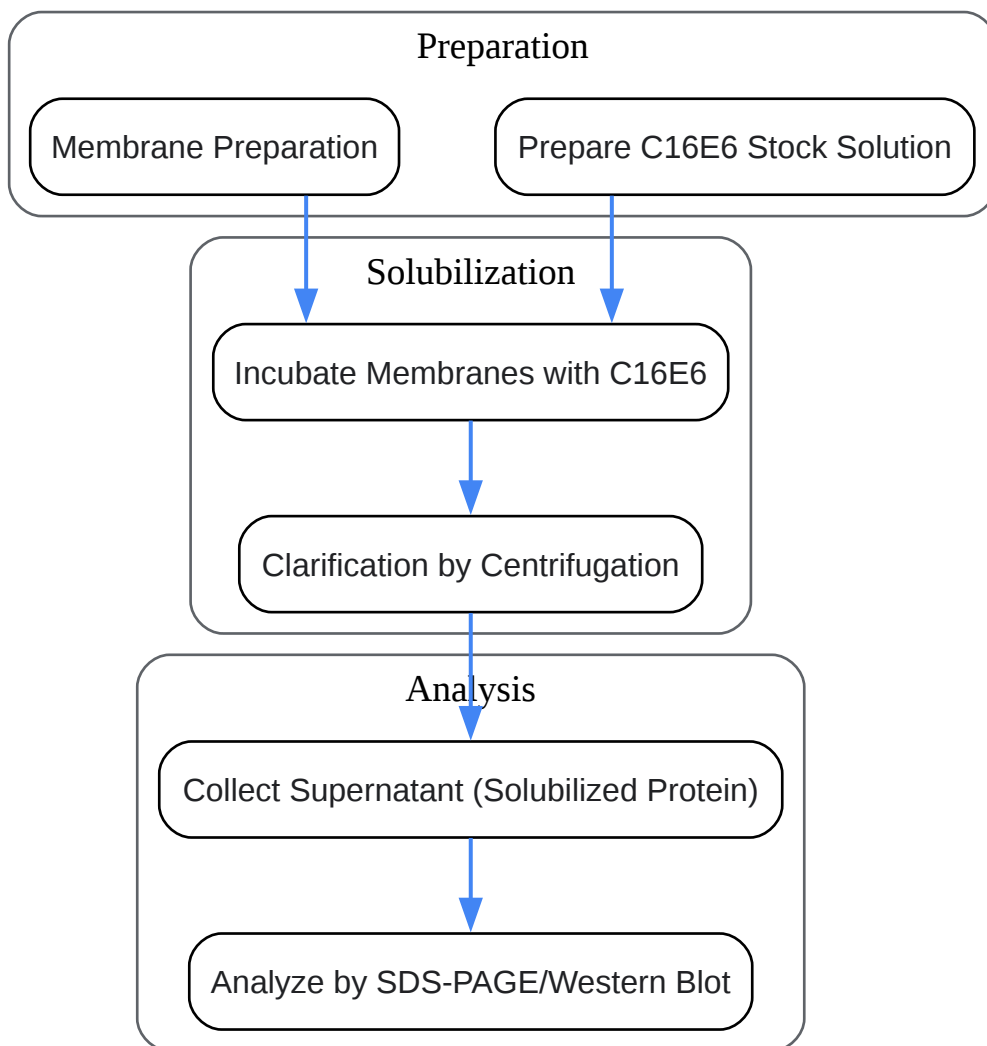 Preparation
Membrane Preparation
Prepare C16E6 Stock Solution
Solubilization
Incubate Membranes with C16E6
Clarification by Centrifugation
Analysis
Collect Supernatant (Solubilized Protein)
Analyze by SDS-PAGE/Western Blot